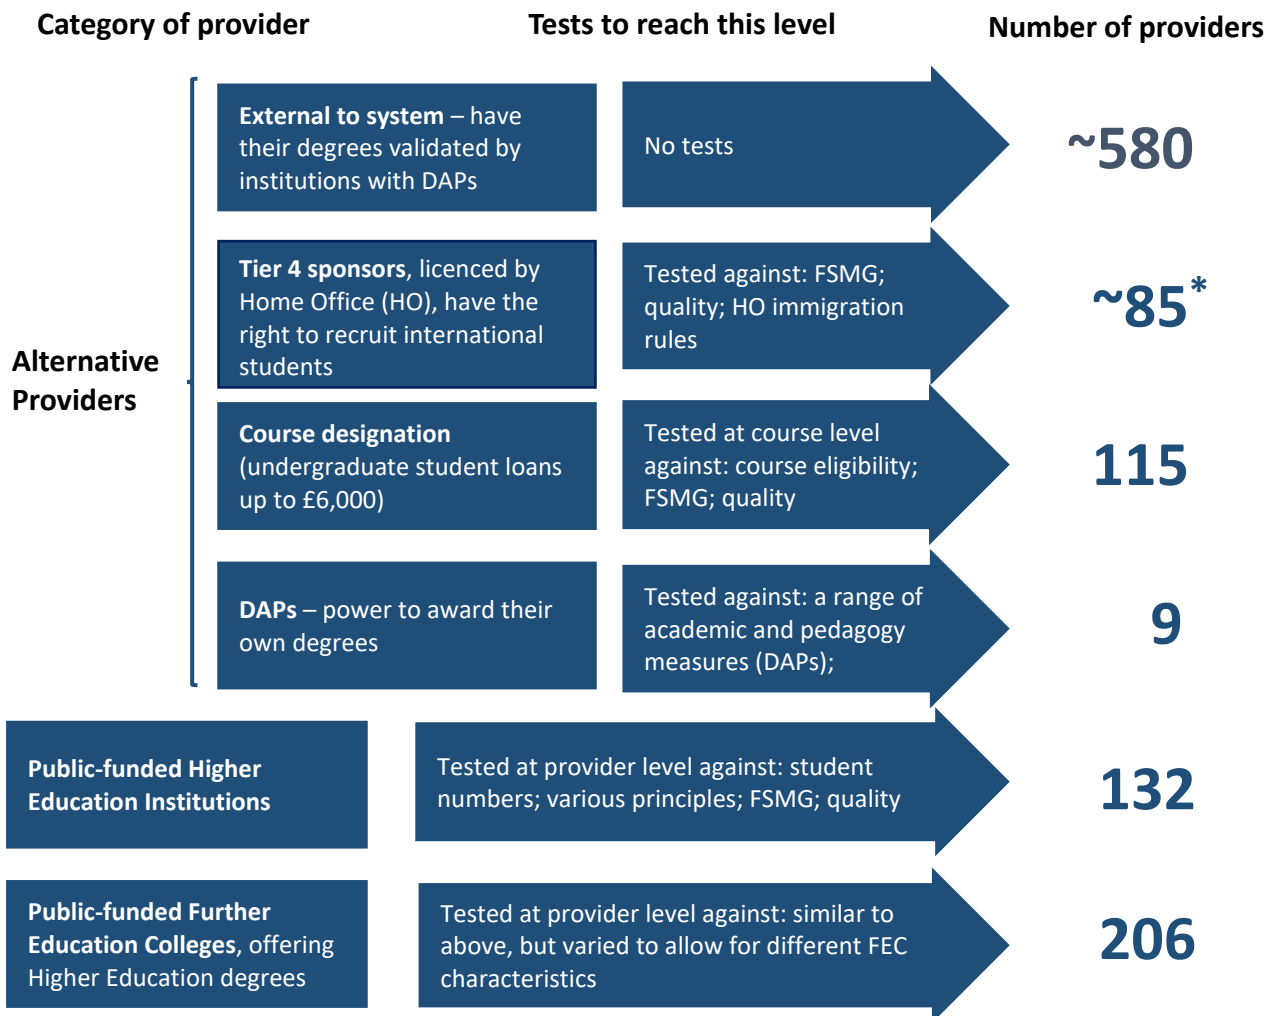 Category of provider
Tests to reach this level
Number of providers
Alternative
Providers
External to system – have
their degrees validated by
institutions with DAPs
No tests
~580
Tier 4 sponsors, licenced by
Home Office (HO), have the
right to recruit international
students
Tested against: FSMG;
quality; HO immigration
rules
~85*
Course designation
(undergraduate student loans
up to £6,000)
Tested at course level
against: course eligibility;
FSMG; quality
115
DAPs – power to award their
own degrees
Tested against: a range of
academic and pedagogy
measures (DAPs);
9
Public-funded Higher
Education Institutions
Tested at provider level against: student
numbers; various principles; FSMG; quality
132
Public-funded Further
Education Colleges, offering
Higher Education degrees
Tested at provider level against: similar to
above, but varied to allow for different FEC
characteristics
206